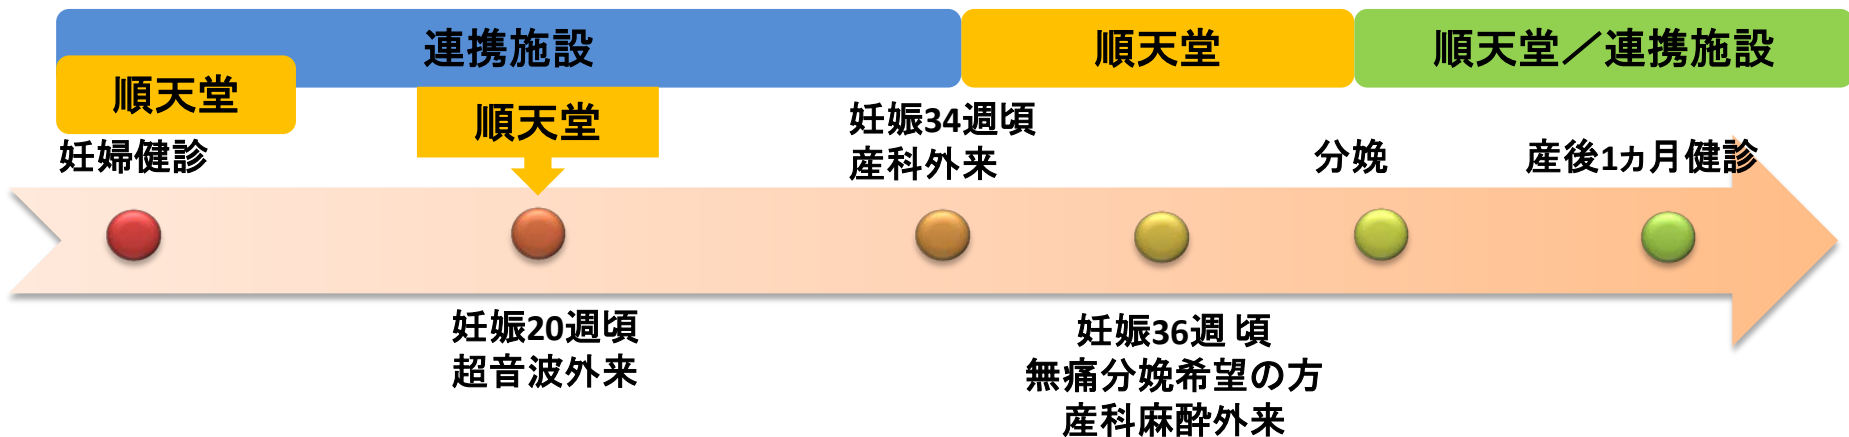 連携施設
順天堂
順天堂／連携施設
順天堂
順天堂
妊婦健診
妊娠34週頃
産科外来
分娩
産後1ヵ月健診
妊娠20週頃
超音波外来
妊娠36週 頃
無痛分娩希望の方
産科麻酔外来